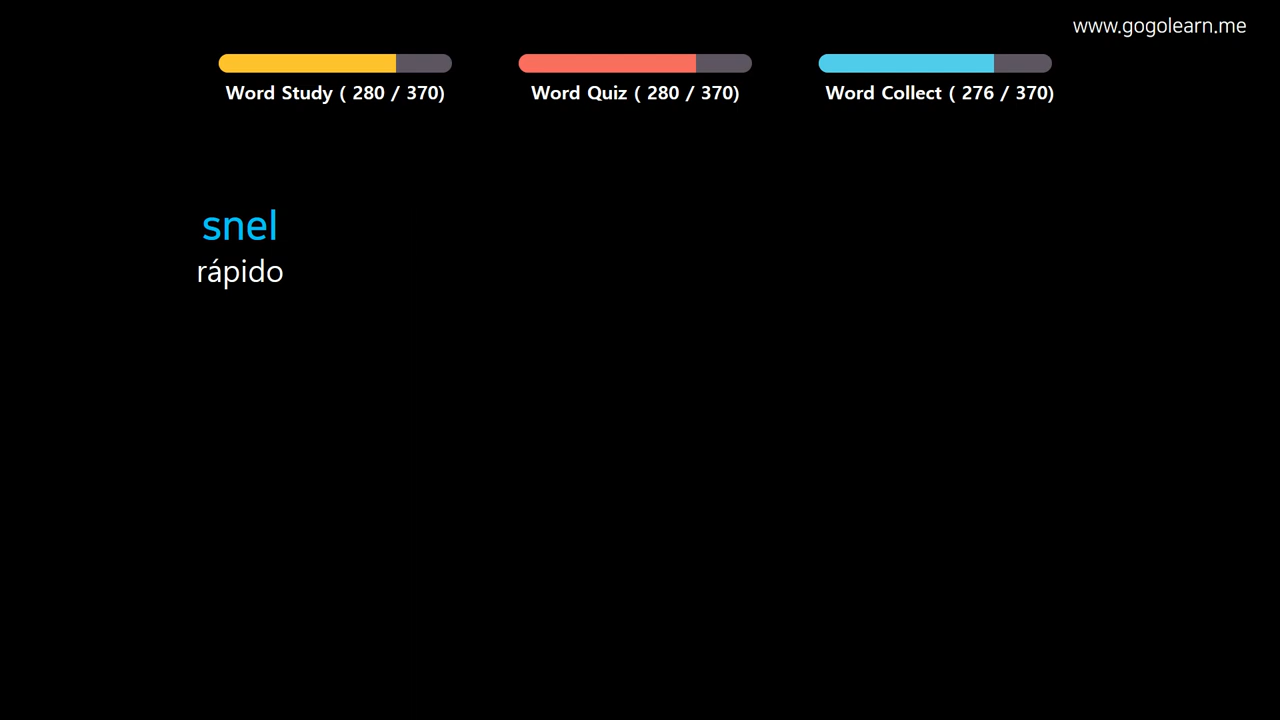 www.gogolearn.me
Word Study ( 280 / 370)
Word Quiz ( 280 / 370)
Word Collect ( 276 / 370)
snel
rápido